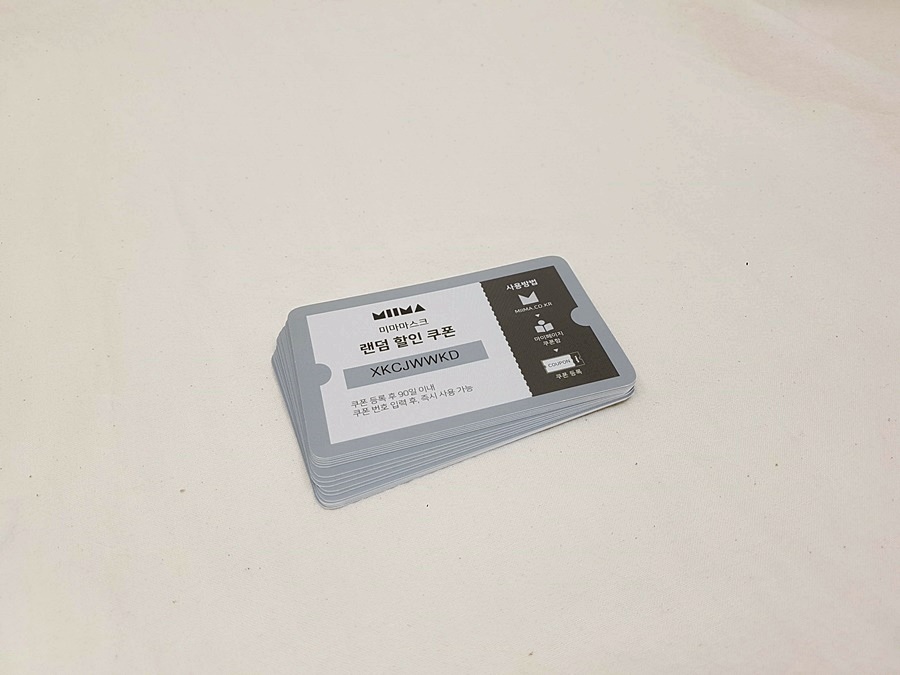 MIIMA
미마마스크
랜덤 할인 쿠폰
XKCJWWKD
쿠폰 등록 후 90일 이내
쿠폰 번호 입력 후, 즉시 사용 가능
사용방법
MIIMA.CO.KR
마이페이지
쿠폰함
COUPON
쿠폰 등록